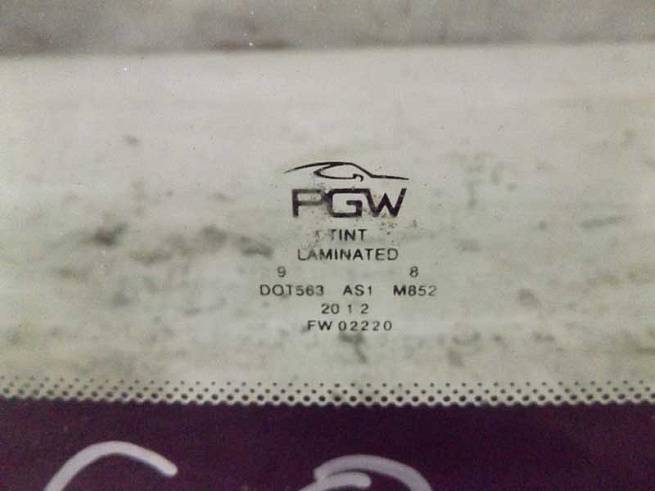 PGW
TINT
LAMINATED
9 8
DOT563 AS1 M852
20 1 2
FW 02220